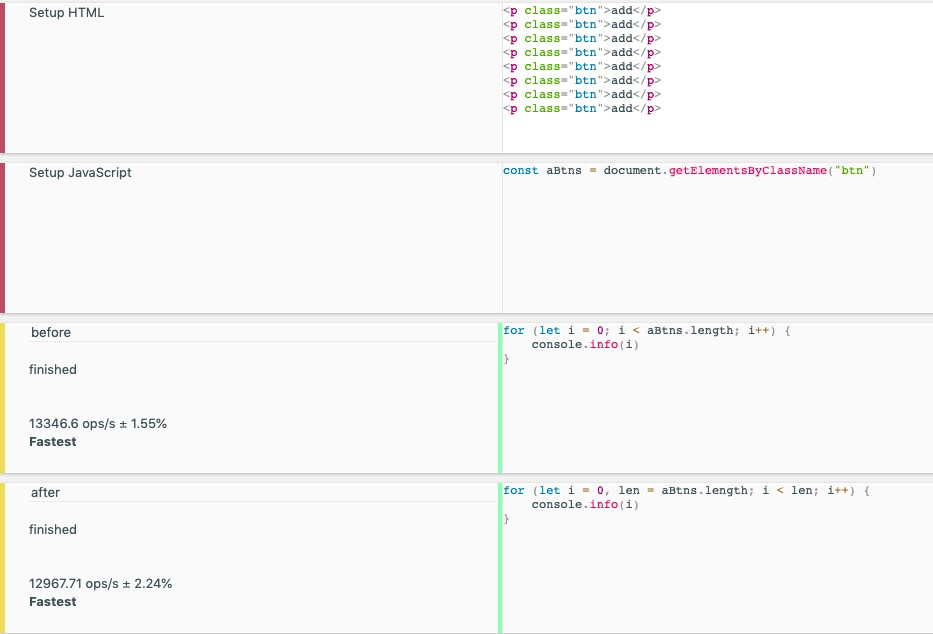 Setup HTML
<p class="btn">add</p>
<p class="btn">add</p>
<p class="btn">add</p>
<p class="btn">add</p>
<p class="btn">add</p>
<p class="btn">add</p>
<p class="btn">add</p>
<p class="btn">add</p>
Setup JavaScript
const aBtns = document.getElementsByClassName("btn")
before
finished
13346.6 ops/s ± 1.55%
Fastest
for (let i = 0; i < aBtns.length; i++) {
    console.info(i)
}
after
finished
12967.71 ops/s ± 2.24%
Fastest
for (let i = 0, len = aBtns.length; i < len; i++) {
    console.info(i)
}